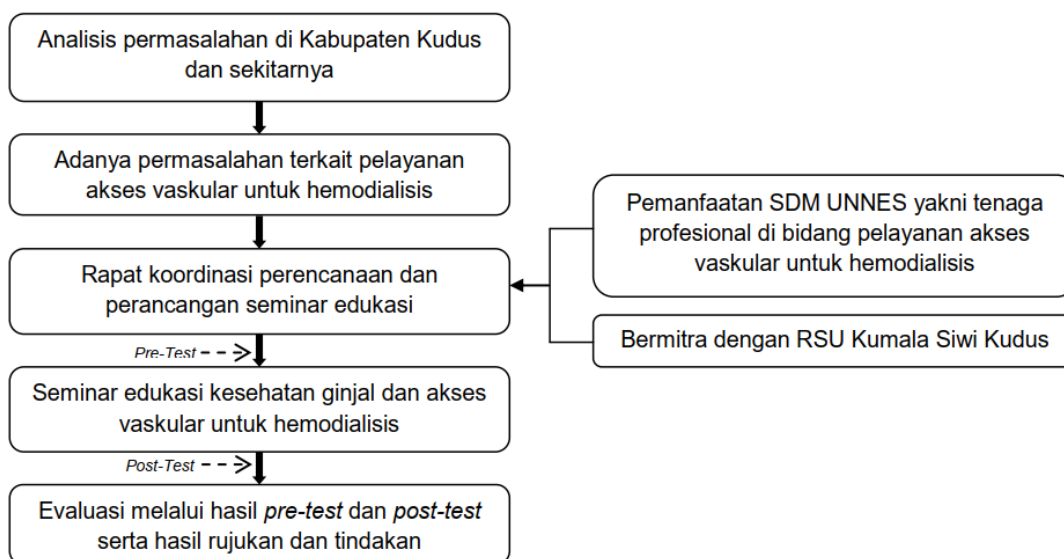 Analisis permasalahan di Kabupaten Kudus
dan sekitarnya
Adanya permasalahan terkait pelayanan
akses vaskular untuk hemodialisis
Rapat koordinasi perencanaan dan
perancangan seminar edukasi
Pemanfaatan SDM UNNES yakni tenaga
profesional di bidang pelayanan akses
vaskular untuk hemodialisis
Bermitra dengan RSU Kumala Siwi Kudus
Pre-Test
Seminar edukasi kesehatan ginjal dan akses
vaskular untuk hemodialisis
Post-Test
Evaluasi melalui hasil pre-test dan post-test
serta hasil rujukan dan tindakan